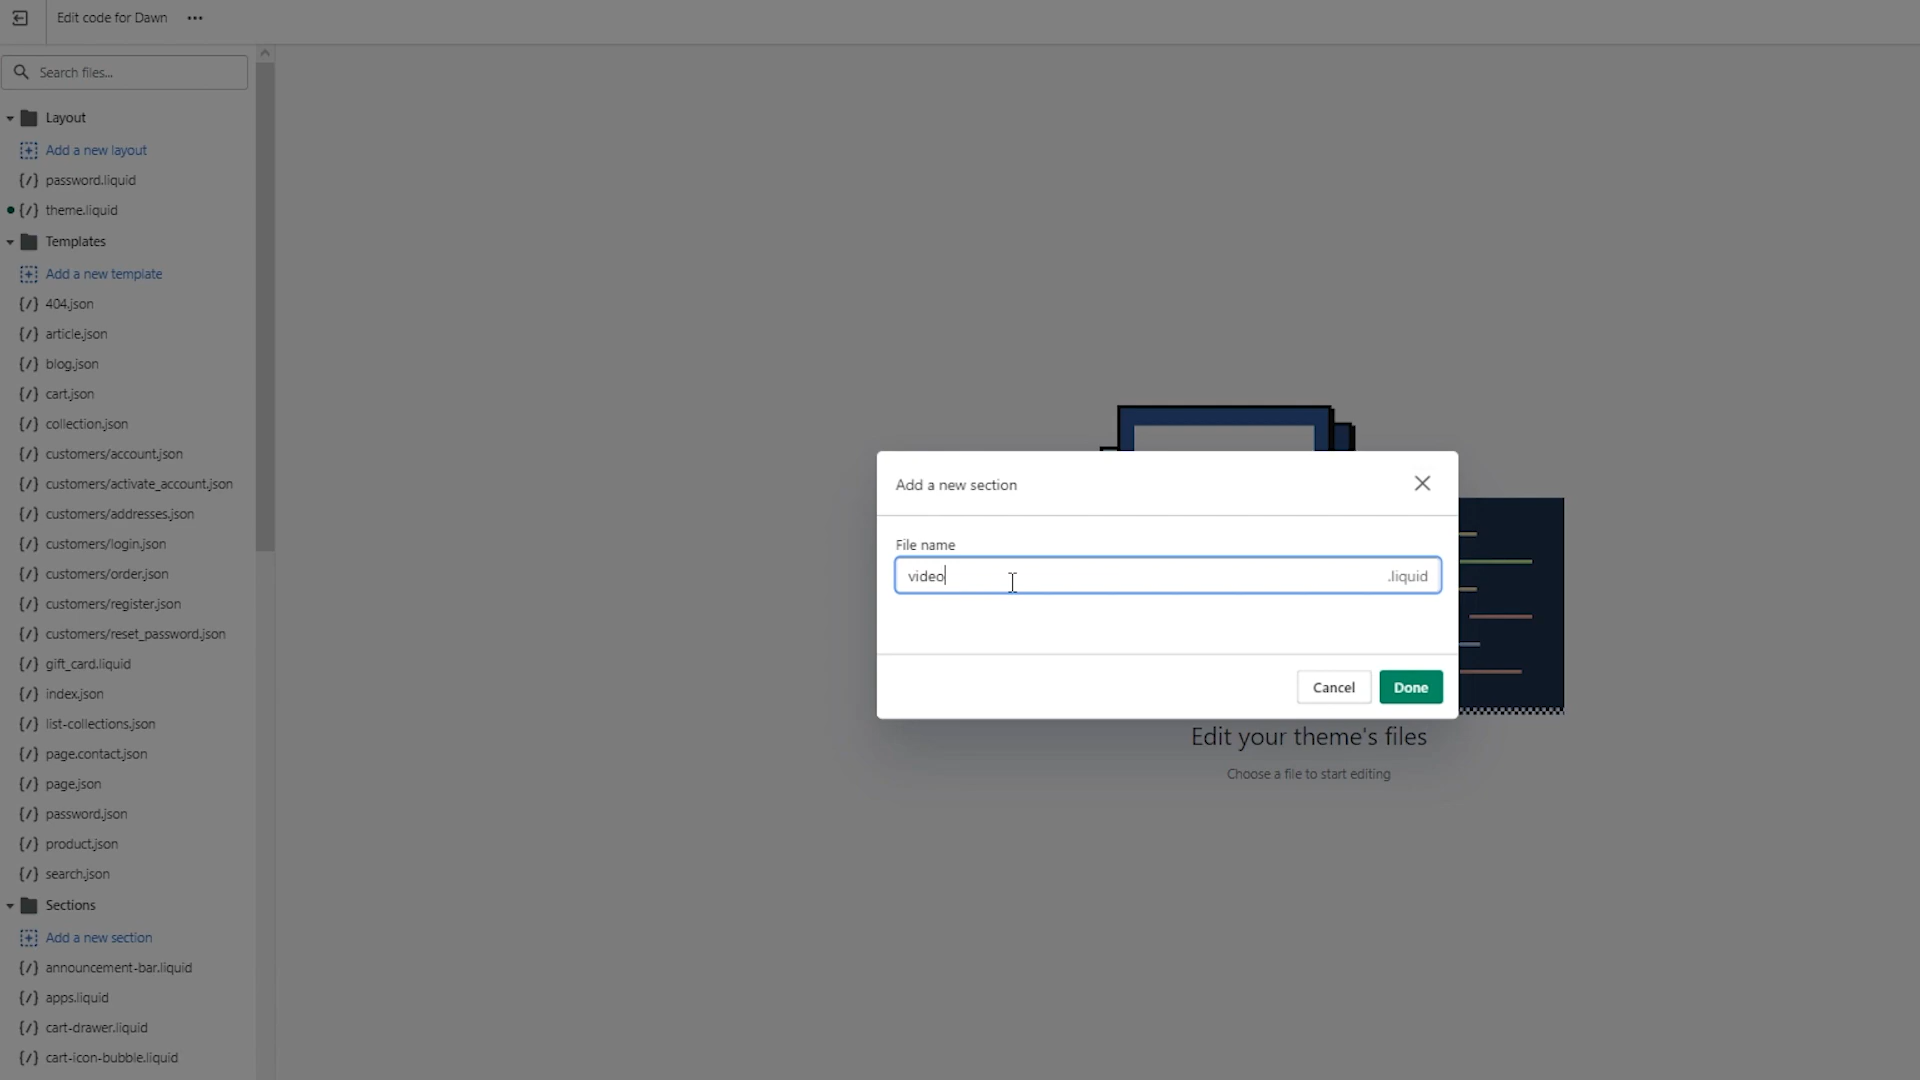 Edit code for Dawn
Search files...
Layout
Add a new layout
{/} password.liquid
{/} theme.liquid
Templates
Add a new template
{/} 404.json
{/} article.json
{/} blog.json
{/} cart.json
{/} collection.json
{/} customers/account.json
{/} customers/activate_account.json
{/} customers/addresses.json
{/} customers/login.json
{/} customers/order.json
{/} customers/register.json
{/} customers/reset_password.json
{/} gift_card.liquid
{/} index.json
{/} list-collections.json
{/} page.contact.json
{/} page.json
{/} password.json
{/} product.json
{/} search.json
Sections
Add a new section
{/} announcement-bar.liquid
{/} apps.liquid
{/} cart-drawer.liquid
{/} cart-icon-bubble.liquid
Add a new section
File name
video .liquid
Cancel Done
Edit your theme's files
Choose a file to start editing